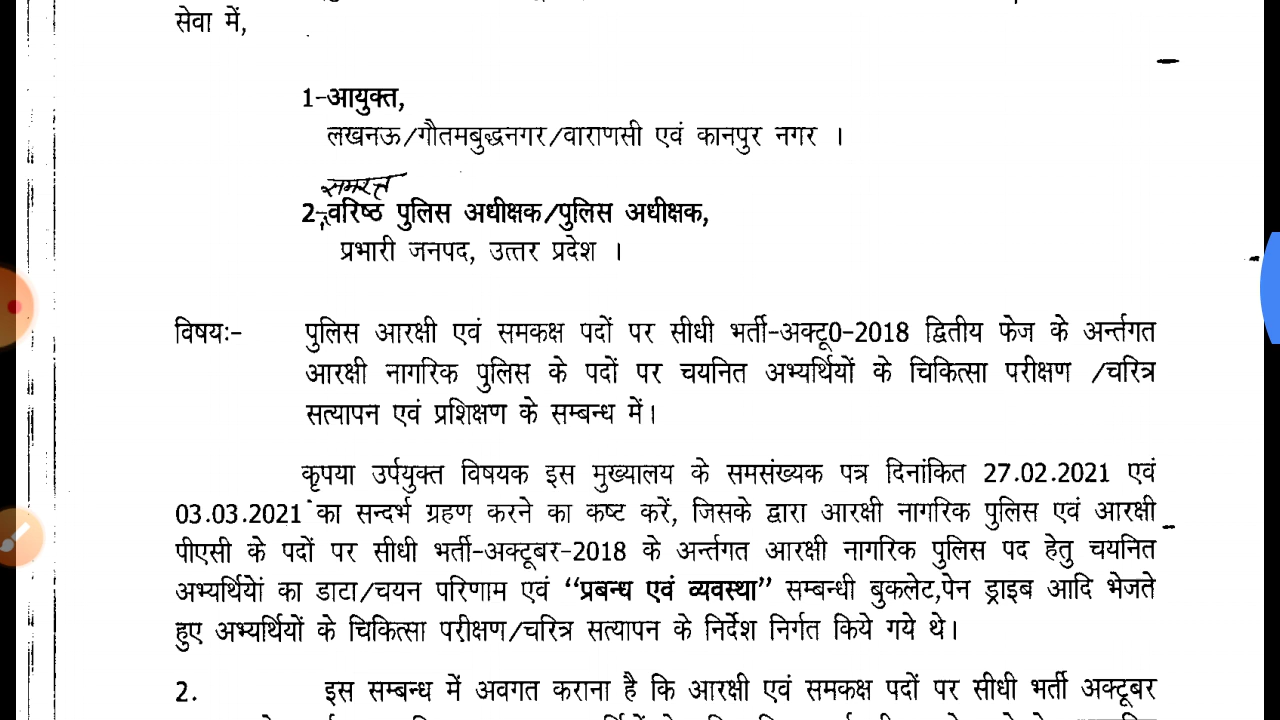 सेवा में,
1-आयुक्त,
लखनऊ/गौतमबुद्धनगर/वाराणसी एवं कानपुर नगर ।
समस्त
2-वरिष्ठ पुलिस अधीक्षक/पुलिस अधीक्षक,
प्रभारी जनपद, उत्तर प्रदेश ।
विषयः- पुलिस आरक्षी एवं समकक्ष पदों पर सीधी भर्ती-अक्टू0-2018 द्वितीय फेज के अर्न्तगत
आरक्षी नागरिक पुलिस के पदों पर चयनित अभ्यर्थियों के चिकित्सा परीक्षण /चरित्र
सत्यापन एवं प्रशिक्षण के सम्बन्ध में।
कृपया उर्पयुक्त विषयक इस मुख्यालय के समसंख्यक पत्र दिनांकित 27.02.2021 एवं
03.03.2021 का सन्दर्भ ग्रहण करने का कष्ट करें, जिसके द्वारा आरक्षी नागरिक पुलिस एवं आरक्षी
पीएसी के पदों पर सीधी भर्ती-अक्टूबर-2018 के अर्न्तगत आरक्षी नागरिक पुलिस पद हेतु चयनित
अभ्यर्थियेां का डाटा/चयन परिणाम एवं ‘‘प्रबन्ध एवं व्यवस्था’’ सम्बन्धी बुकलेट,पेन ड्राइब आदि भेजते
हुए अभ्यर्थियों के चिकित्सा परीक्षण/चरित्र सत्यापन के निर्देश निर्गत किये गये थे।
2. इस सम्बन्ध में अवगत कराना है कि आरक्षी एवं समकक्ष पदों पर सीधी भर्ती अक्टूबर